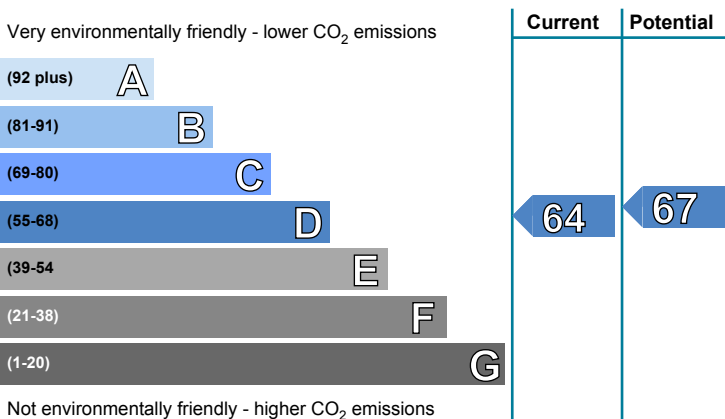 Very environmentally friendly - lower CO2 emissions
Current Potential
(92 plus) A
(81-91) B
(69-80) C
(55-68) D
64 67
(39-54 E
(21-38) F
(1-20) G
Not environmentally friendly - higher CO2 emissions